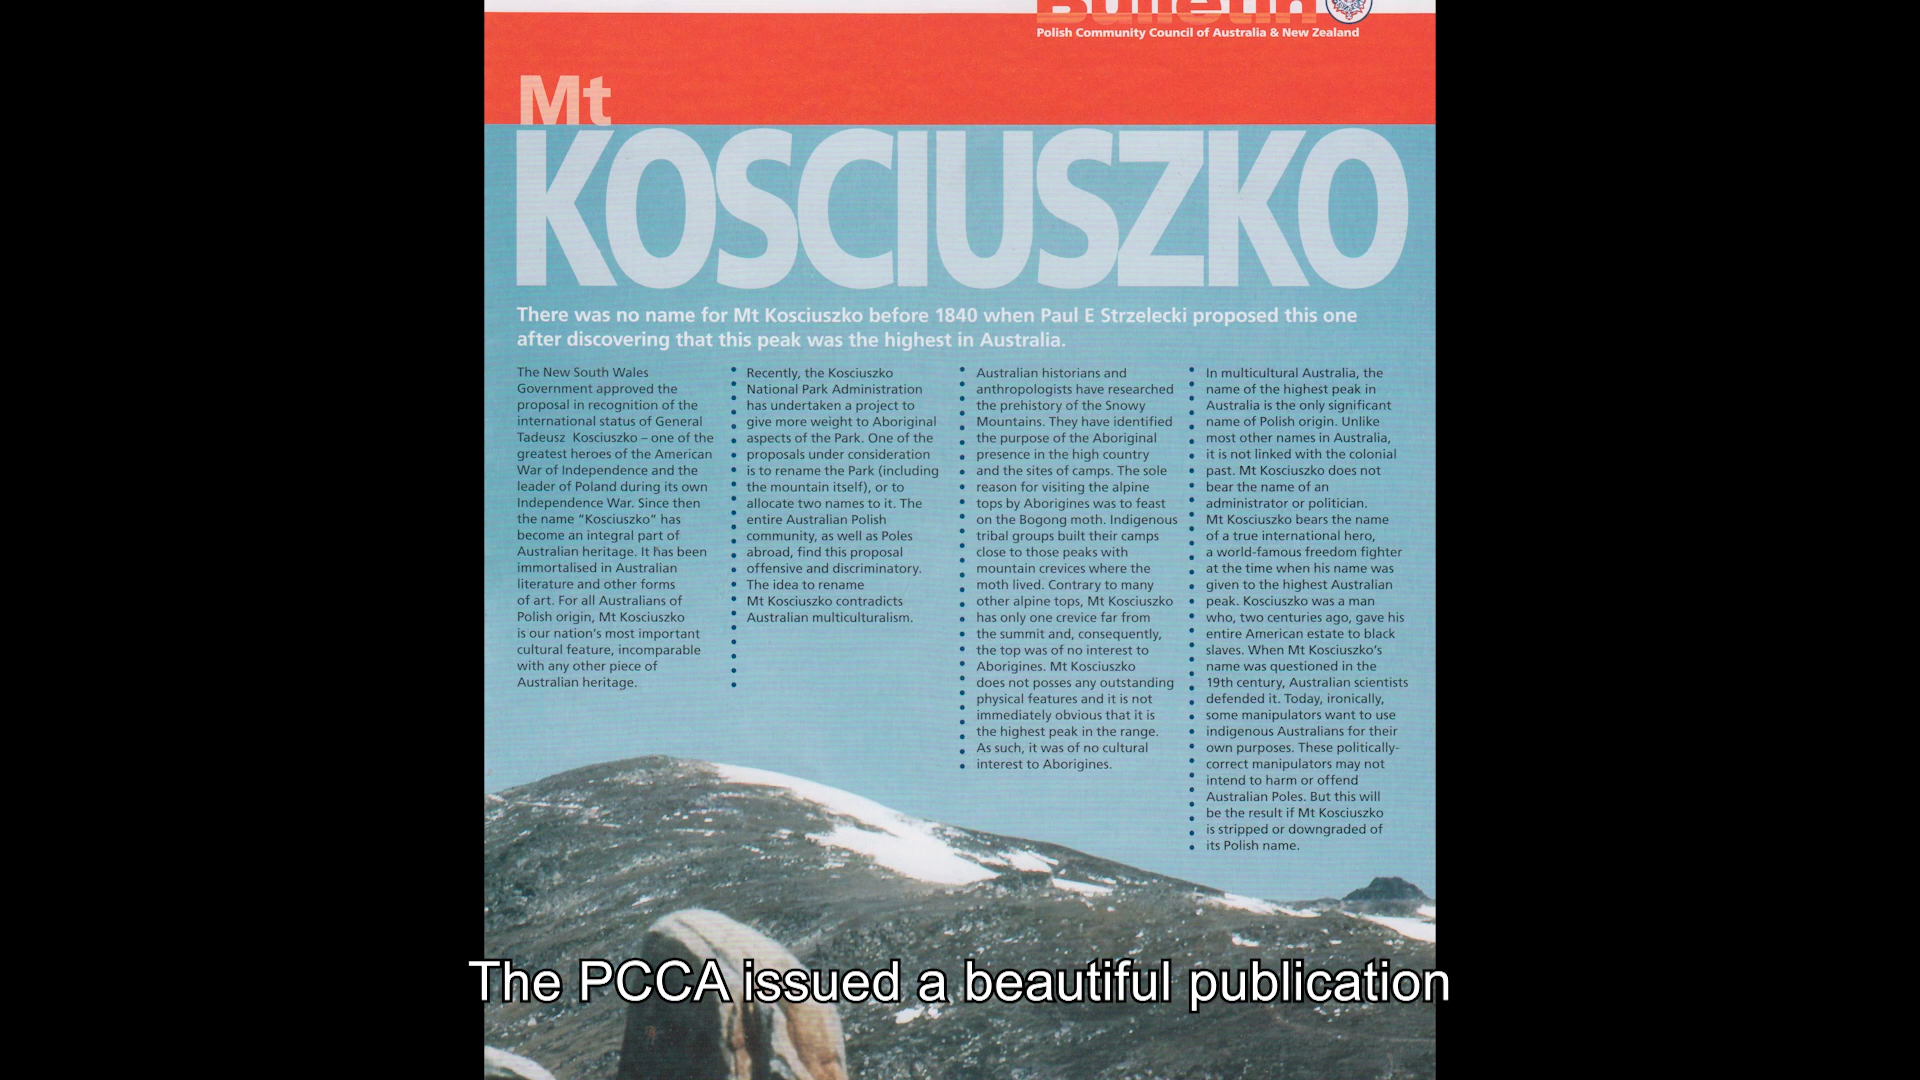 Bulletin
Polish Community Council of Australia & New Zealand
Mt
KOSCIUSZKO
There was no name for Mt Kosciuszko before 1840 when Paul E Strzelecki proposed this one
after discovering that this peak was the highest in Australia.
The New South Wales
Government approved the
proposal in recognition of the
international status of General
Tadeusz Kosciuszko – one of the
greatest heroes of the American
War of Independence and the
leader of Poland during its own
Independence War. Since then
the name “Kosciuszko” has
become an integral part of
Australian heritage. It has been
immortalised in Australian
literature and other forms
of art. For all Australians of
Polish origin, Mt Kosciuszko
is our nation’s most important
cultural feature, incomparable
with any other piece of
Australian heritage.
Recently, the Kosciuszko
National Park Administration
has undertaken a project to
give more weight to Aboriginal
aspects of the Park. One of the
proposals under consideration
is to rename the Park (including
the mountain itself), or to
allocate two names to it. The
entire Australian Polish
community, as well as Poles
abroad, find this proposal
offensive and discriminatory.
The idea to rename
Mt Kosciuszko contradicts
Australian multiculturalism.
Australian historians and
anthropologists have researched
the prehistory of the Snowy
Mountains. They have identified
the purpose of the Aboriginal
presence in the high country
and the sites of camps. The sole
reason for visiting the alpine
tops by Aborigines was to feast
on the Bogong moth. Indigenous
tribal groups built their camps
close to those peaks with
mountain crevices where the
moth lived. Contrary to many
other alpine tops, Mt Kosciuszko
has only one crevice far from
the summit and, consequently,
the top was of no interest to
Aborigines. Mt Kosciuszko
does not posses any outstanding
physical features and it is not
immediately obvious that it is
the highest peak in the range.
As such, it was of no cultural
interest to Aborigines.
In multicultural Australia, the
name of the highest peak in
Australia is the only significant
name of Polish origin. Unlike
most other names in Australia,
it is not linked with the colonial
past. Mt Kosciuszko does not
bear the name of an
administrator or politician.
Mt Kosciuszko bears the name
of a true international hero,
a world-famous freedom fighter
at the time when his name was
given to the highest Australian
peak. Kosciuszko was a man
who, two centuries ago, gave his
entire American estate to black
slaves. When Mt Kosciuszko’s
name was questioned in the
19th century, Australian scientists
defended it. Today, ironically,
some manipulators want to use
indigenous Australians for their
own purposes. These politically-
correct manipulators may not
intend to harm or offend
Australian Poles. But this will
be the result if Mt Kosciuszko
is stripped or downgraded of
its Polish name.
The PCCA issued a beautiful publication